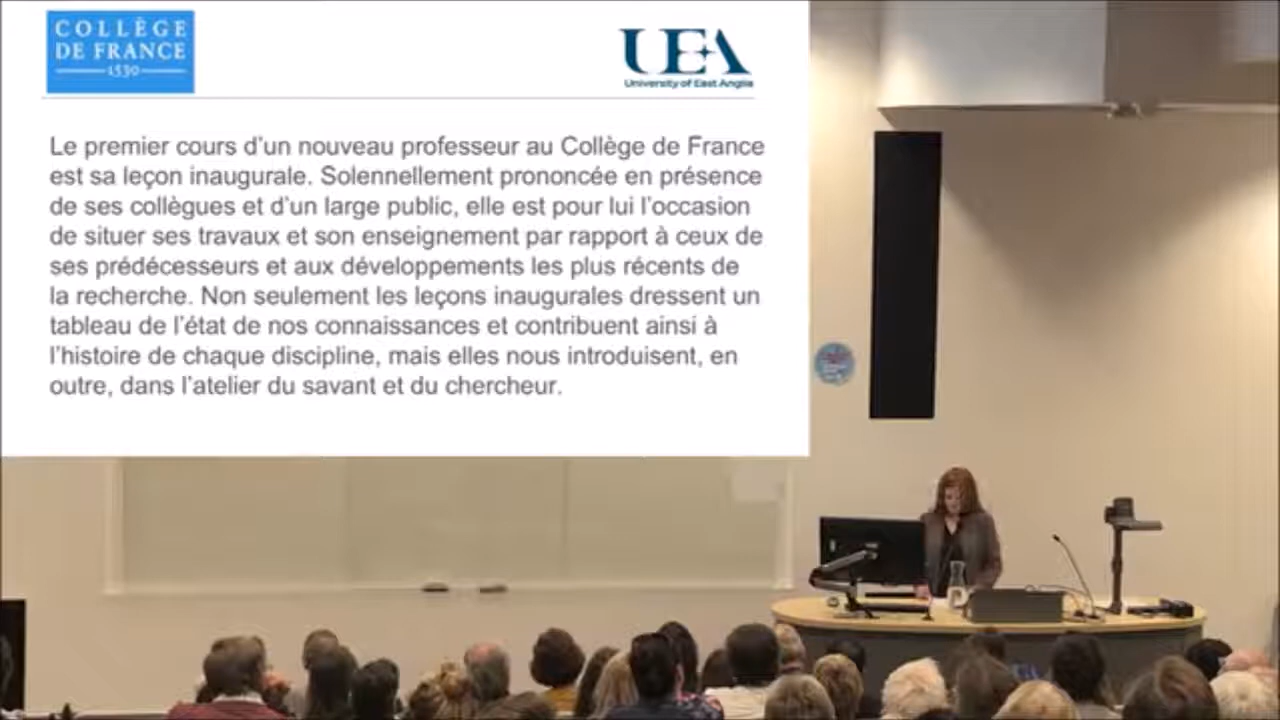 COLLÈGE
DE FRANCE
1530
UEA
University of East Anglia
Le premier cours d’un nouveau professeur au Collège de France
est sa leçon inaugurale. Solennellement prononcée en présence
de ses collègues et d’un large public, elle est pour lui l’occasion
de situer ses travaux et son enseignement par rapport à ceux de
ses prédécesseurs et aux développements les plus récents de
la recherche. Non seulement les leçons inaugurales dressent un
tableau de l’état de nos connaissances et contribuent ainsi à
l’histoire de chaque discipline, mais elles nous introduisent, en
outre, dans l’atelier du savant et du chercheur.